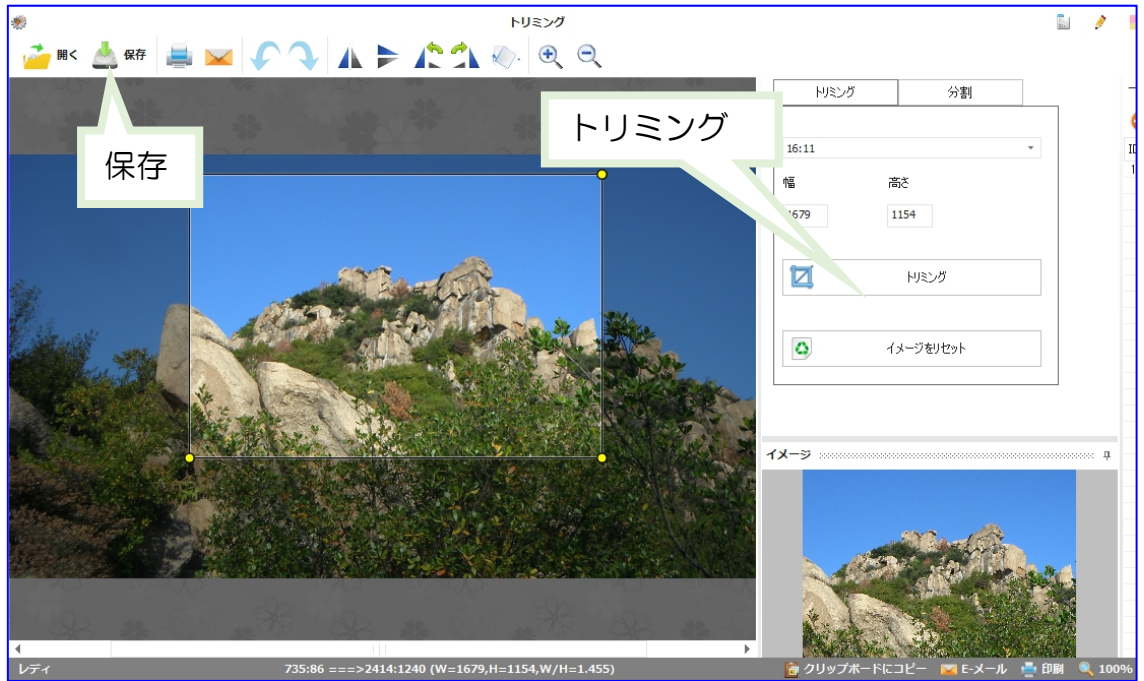 トリミング
開く
保存
保存
トリミング
トリミング
分割
16:11
幅
高さ
1679
1154
トリミング
イメージをリセット
イメージ
レディ
735:86 ===>2414:1240 (W=1679,H=1154,W/H=1.455)
クリップボードにコピー
E-メール
印刷
100%